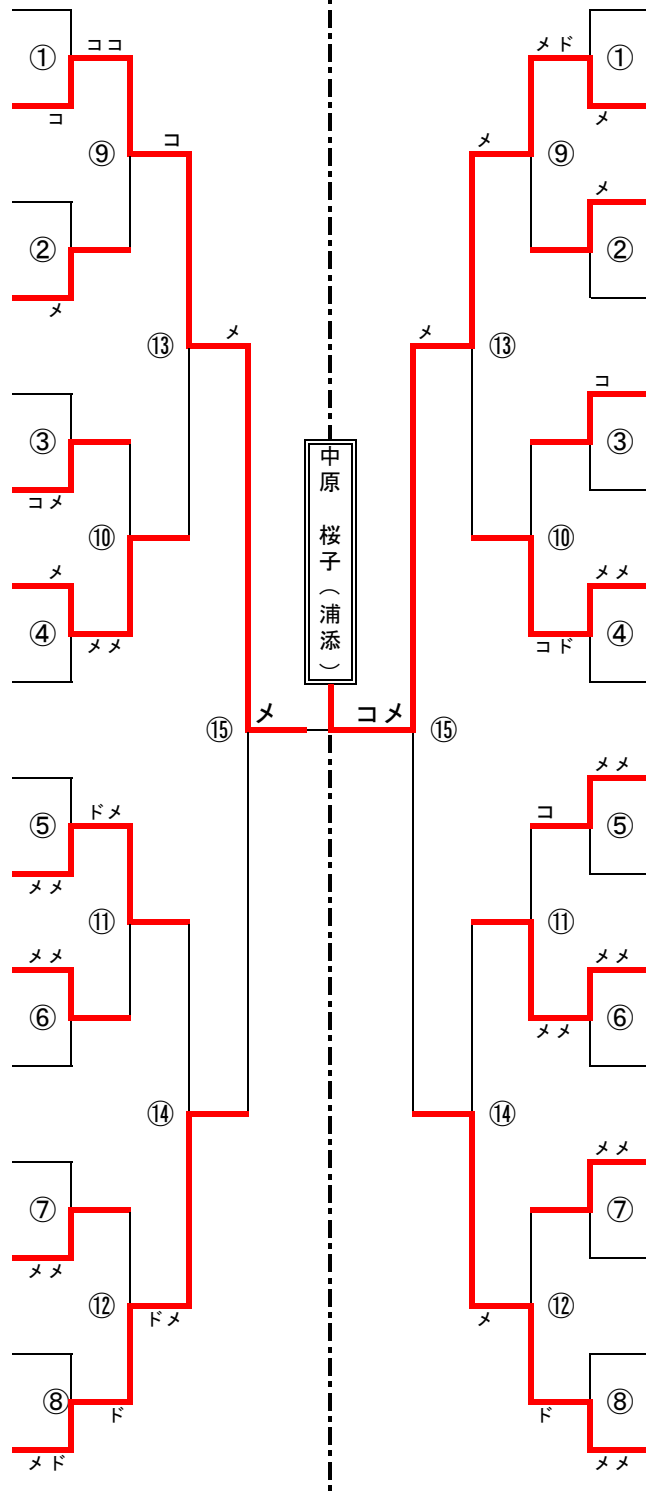 ココ メド
① ①
コ メ
コ メ
⑨ ⑨
メ
② ②
メ
メ メ
⑬ ⑬
コ
③ ③
コメ
⑩ ⑩
メ メメ
④ ④
メメ コド
中原 桜子(浦添)
メ コメ
⑮ ⑮
メメ
ドメ コ
⑤ ⑤
メメ
⑪ ⑪
メメ メメ
⑥ ⑥
メメ
⑭ ⑭
メメ
⑦ ⑦
メメ
⑫ ⑫
ドメ メ
⑧ ⑧
ド ド
メド メメ